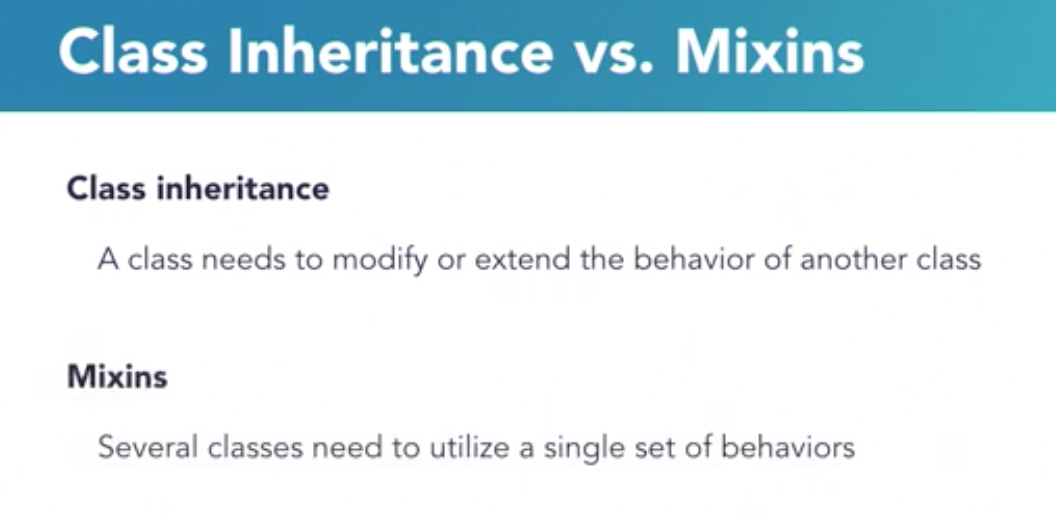 Class Inheritance vs. Mixins
Class inheritance
A class needs to modify or extend the behavior of another class
Mixins
Several classes need to utilize a single set of behaviors